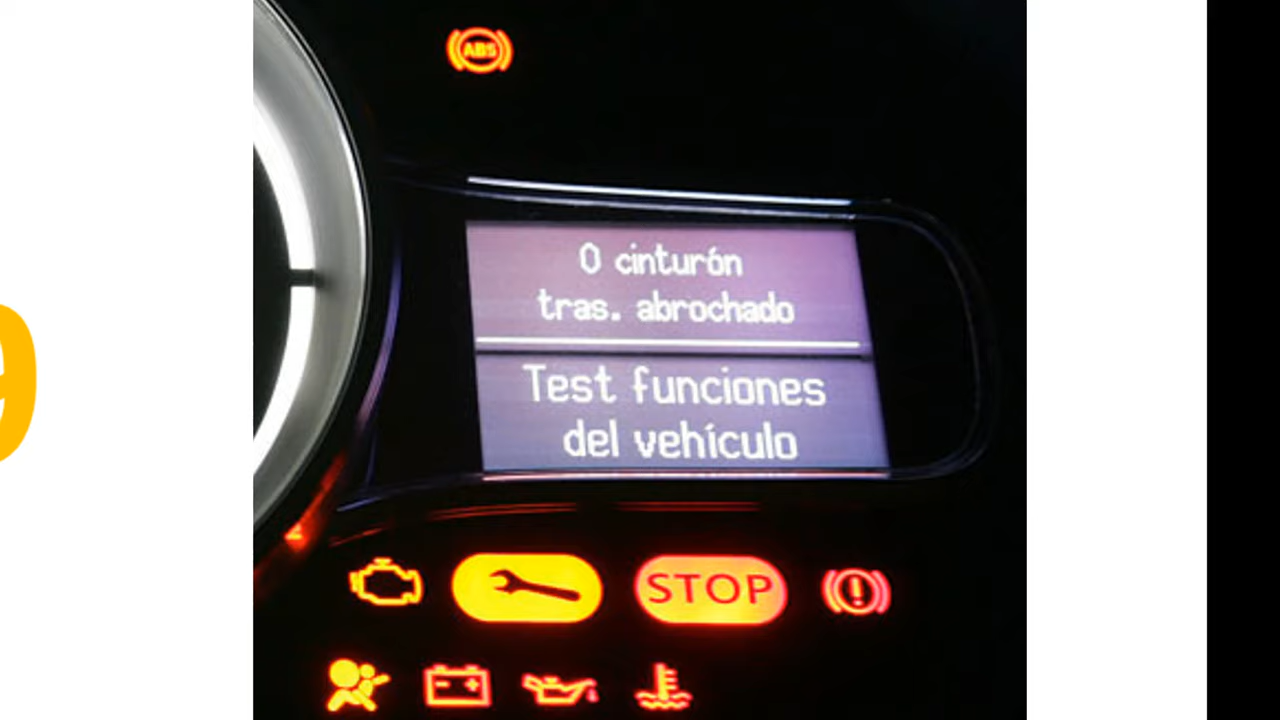 ABS
0 cinturón
tras. abrochado
Test funciones
del vehículo
STOP